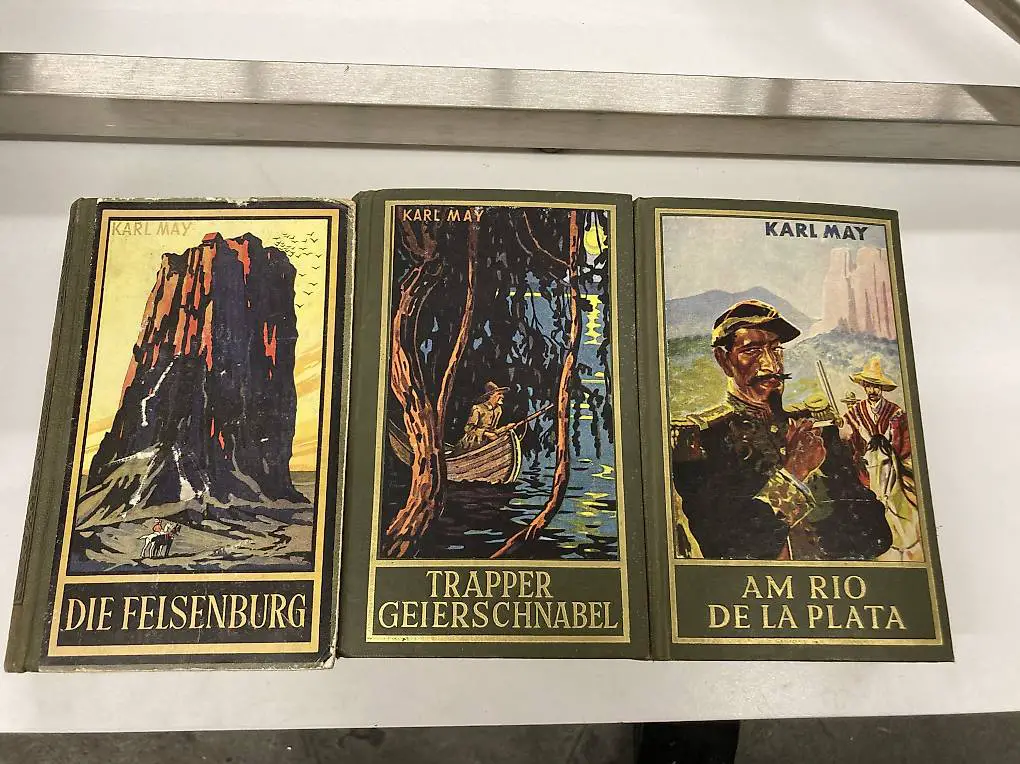 KARL MAY
DIE FELSENBURG
KARL MAY
TRAPPER
GEIERSCHNABEL
KARL MAY
AM RIO
DE LA PLATA